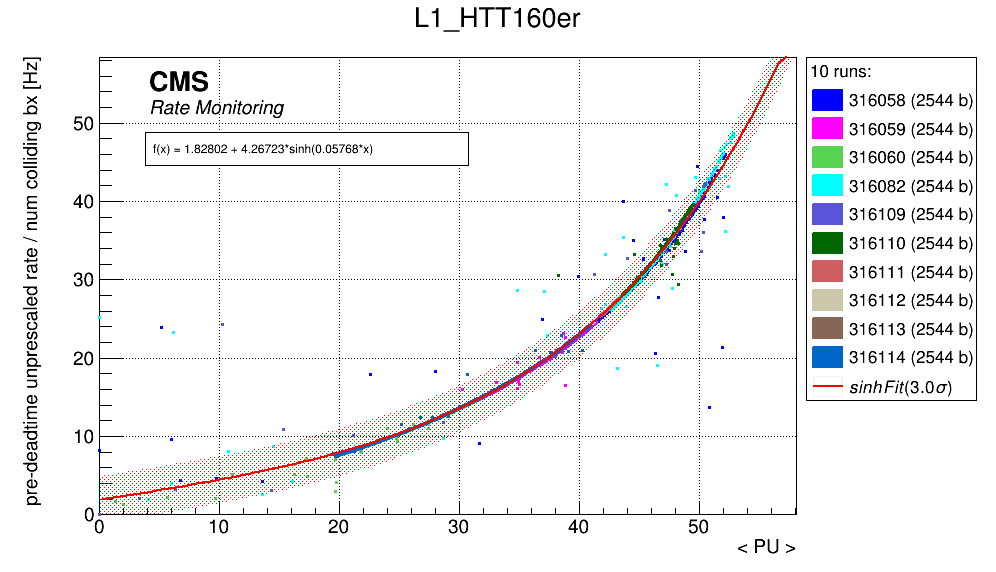 L1_HTT160er
pre-deadtime unprescaled rate / num colliding bx [Hz]
CMS
Rate Monitoring
f(x) = 1.82802 + 4.26723*sinh(0.05768*x)
50
40
30
20
10
0
0 10 20 30 40 50
< PU >
10 runs:
316058 (2544 b)
316059 (2544 b)
316060 (2544 b)
316082 (2544 b)
316109 (2544 b)
316110 (2544 b)
316111 (2544 b)
316112 (2544 b)
316113 (2544 b)
316114 (2544 b)
sinhFit(3.0σ)